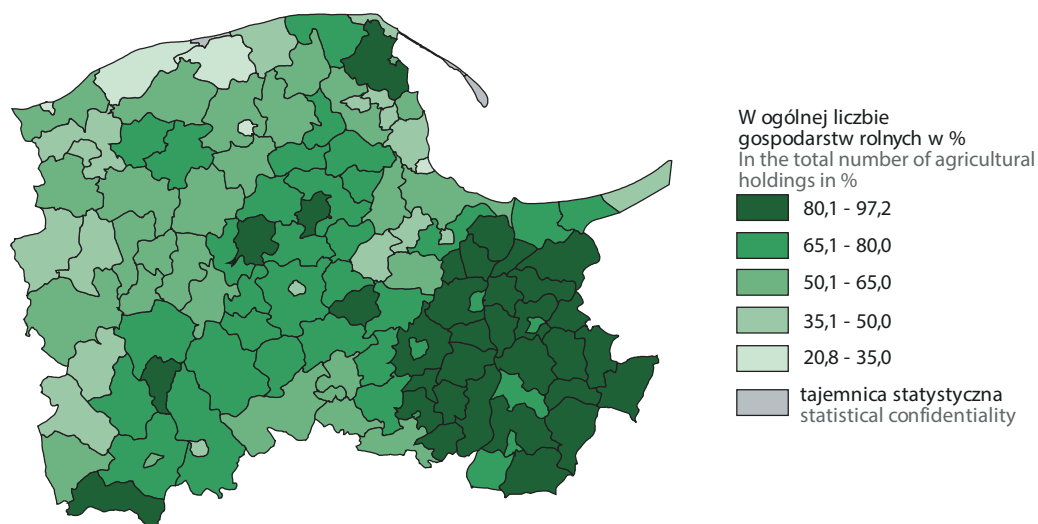 W ogólnej liczbie
gospodarstw rolnych w %
In the total number of agricultural
holdings in %
80,1 - 97,2
65,1 - 80,0
50,1 - 65,0
35,1 - 50,0
20,8 - 35,0
tajemnica statystyczna
statistical confidentiality